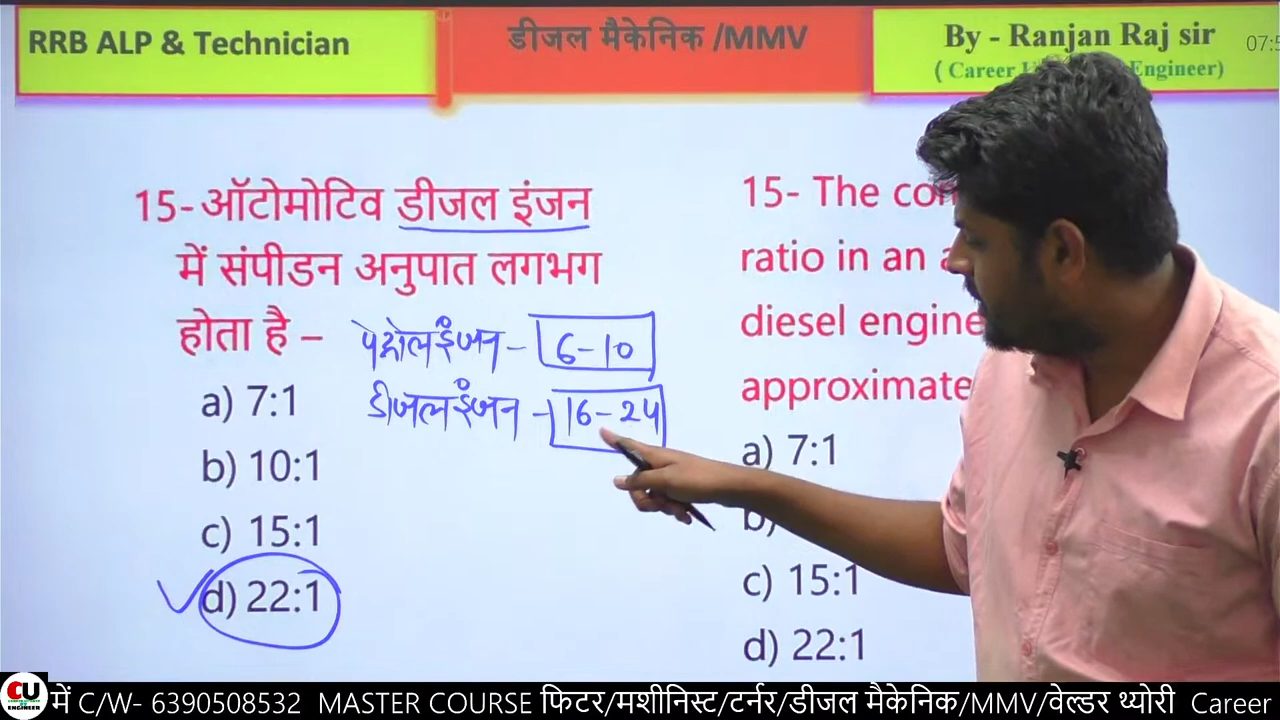 RRB ALP & Technician
डीजल मैकेनिक /MMV
By - Ranjan Raj sir
( Career Engineer)
07:5
15-ऑटोमोटिव डीजल इंजन
में संपीडन अनुपात लगभग
होता है –
पेट्रोल इंजन - 6-10
डीजल इंजन - 16-24
a) 7:1
b) 10:1
c) 15:1
d) 22:1
15- The
ratio in an
diesel engine
approximate
a) 7:1
b)
c) 15:1
d) 22:1
CU
ENGINEER
में C/W- 6390508532 MASTER COURSE फिटर/मशीनिस्ट/टर्नर/डीजल मैकेनिक/MMV/वेल्डर थ्योरी Career